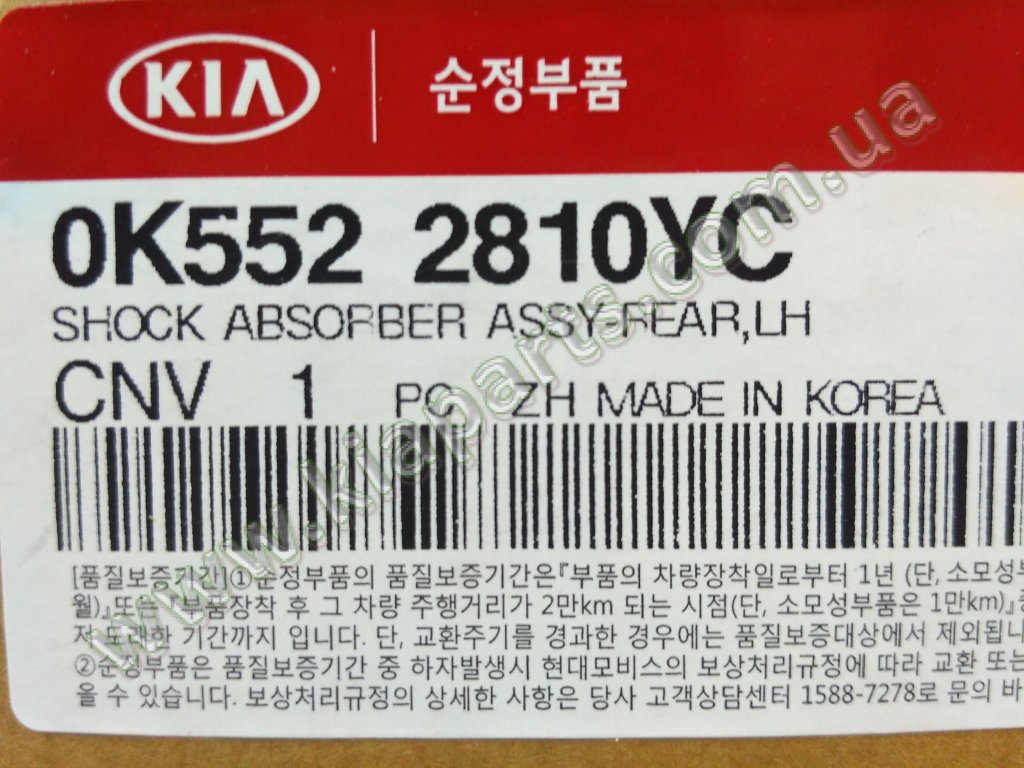 KIA 순정부품
0K552 2810YC
SHOCK ABSORBER ASSY-REAR,LH
CNV 1 PC ZH MADE IN KOREA
[품질보증기간]①순정부품의 품질보증기간은『부품의 차량장착일로부터 1년 (단, 소모성부
월)』또는 『부품장착 후 그 차량 주행거리가 2만km 되는 시점(단, 소모성부품은 1만km)』
저 도래한 기간까지 입니다. 단, 교환주기를 경과한 경우에는 품질보증대상에서 제외됩니
②순정부품은 품질보증기간 중 하자발생시 현대모비스의 보상처리규정에 따라 교환 또는
올 수 있습니다. 보상처리규정의 상세한 사항은 당사 고객상담센터 1588-7278로 문의 바
www.kiaparts.com.ua